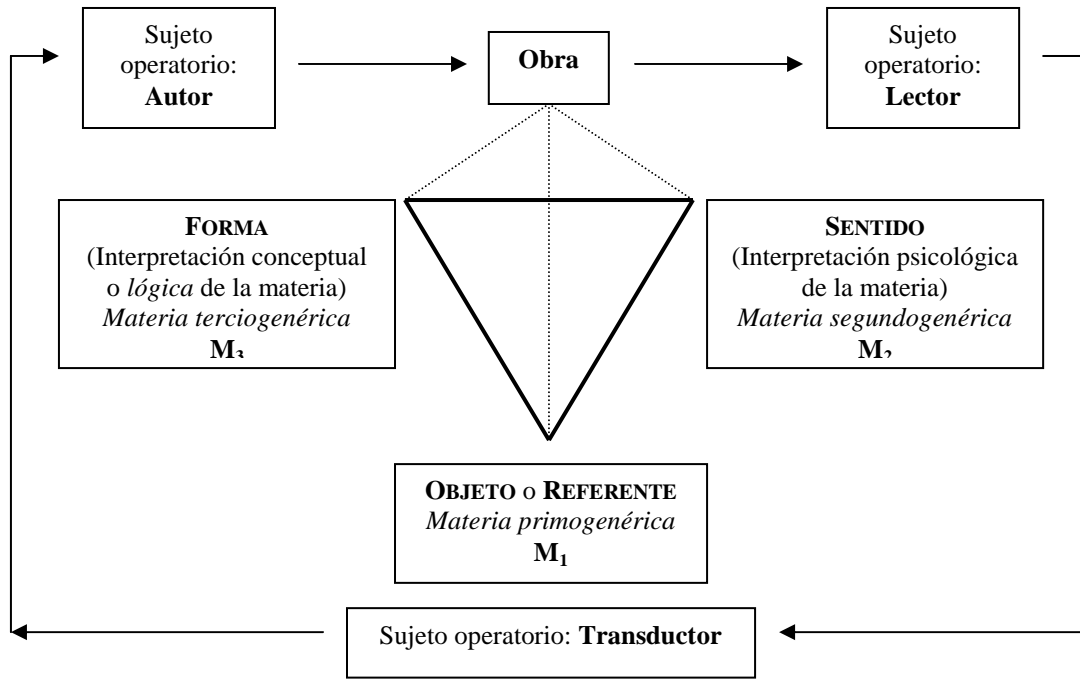 Sujeto
operatorio:
Autor
Obra
Sujeto
operatorio:
Lector
FORMA
(Interpretación conceptual
o lógica de la materia)
Materia terciogenérica
M₃
SENTIDO
(Interpretación psicológica
de la materia)
Materia segundogenérica
M₂
OBJETO o REFERENTE
Materia primogenérica
M₁
Sujeto operatorio: Transductor